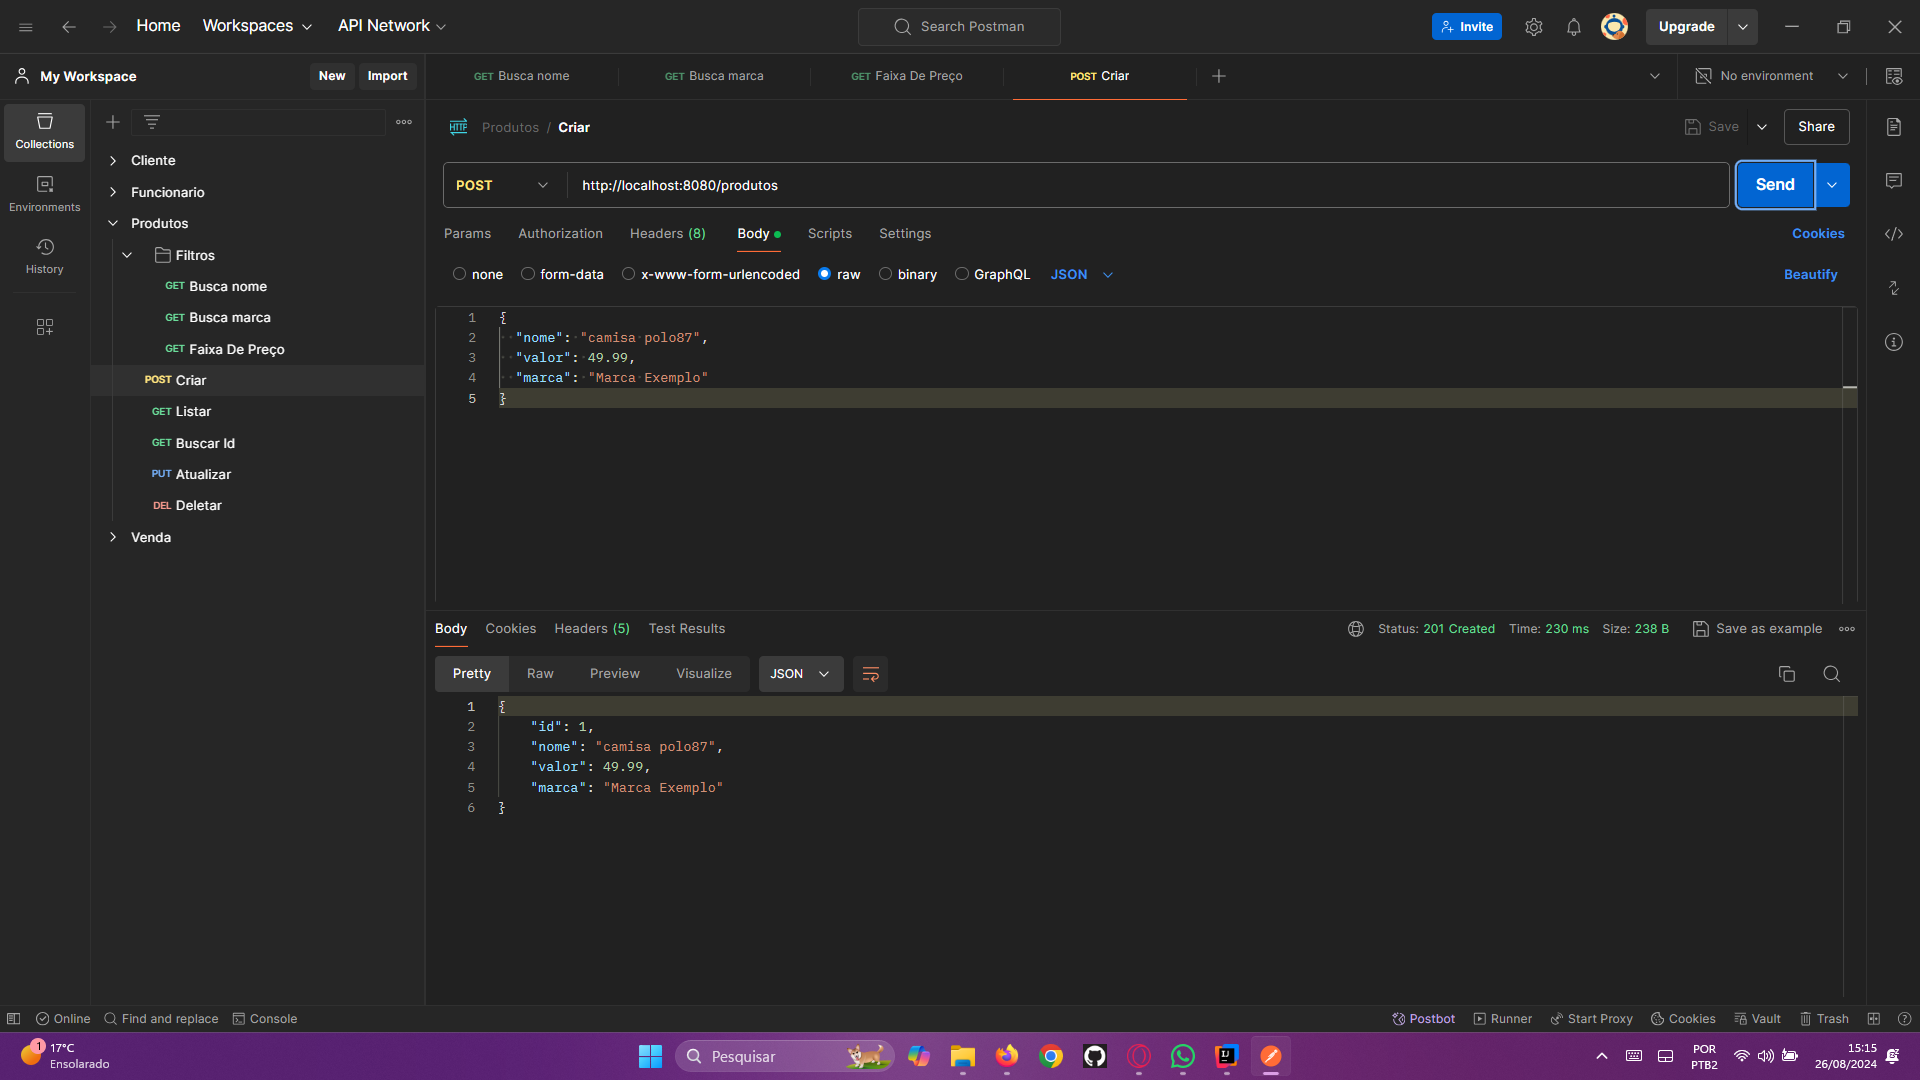 Home Workspaces API Network Search Postman Invite Upgrade
My Workspace New Import GET Busca nome GET Busca marca GET Faixa De Preço POST Criar No environment
Collections
Environments
History
Cliente
Funcionario
Produtos
Filtros
GET Busca nome
GET Busca marca
GET Faixa De Preço
POST Criar
GET Listar
GET Buscar Id
PUT Atualizar
DEL Deletar
Venda
HTTP Produtos / Criar Save Share
POST http://localhost:8080/produtos Send
Params Authorization Headers (8) Body Scripts Settings Cookies
none form-data x-www-form-urlencoded raw binary GraphQL JSON Beautify
1 {
2 "nome": "camisa polo87",
3 "valor": 49.99,
4 "marca": "Marca Exemplo"
5 }
Body Cookies Headers (5) Test Results Status: 201 Created Time: 230 ms Size: 238 B Save as example
Pretty Raw Preview Visualize JSON
1 {
2 "id": 1,
3 "nome": "camisa polo87",
4 "valor": 49.99,
5 "marca": "Marca Exemplo"
6 }
Online Find and replace Console Postbot Runner Start Proxy Cookies Vault Trash
1 17°C
Ensolarado
Pesquisar
POR
PTB2
15:15
26/08/2024